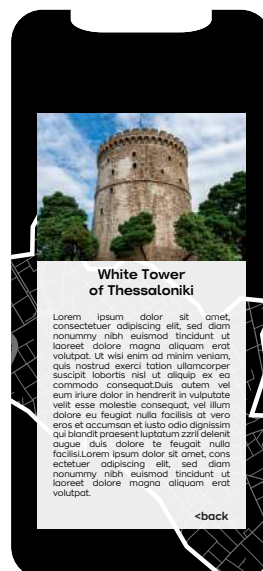 White Tower
of Thessaloniki
Lorem ipsum dolor sit amet,
consectetuer adipiscing elit, sed diam
nonummy nibh euismod tincidunt ut
laoreet dolore magna aliquam erat
volutpat. Ut wisi enim ad minim veniam,
quis nostrud exerci tation ullamcorper
suscipit lobortis nisl ut aliquip ex ea
commodo consequat.Duis autem vel
eum iriure dolor in hendrerit in vulputate
velit esse molestie consequat, vel illum
dolore eu feugiat nulla facilisis at vero
eros et accumsan et iusto odio dignissim
qui blandit praesent luptatum zzril delenit
augue duis dolore te feugait nulla
facilisi.Lorem ipsum dolor sit amet, cons
ectetuer adipiscing elit, sed diam
nonummy nibh euismod tincidunt ut
laoreet dolore magna aliquam erat
volutpat.
<back